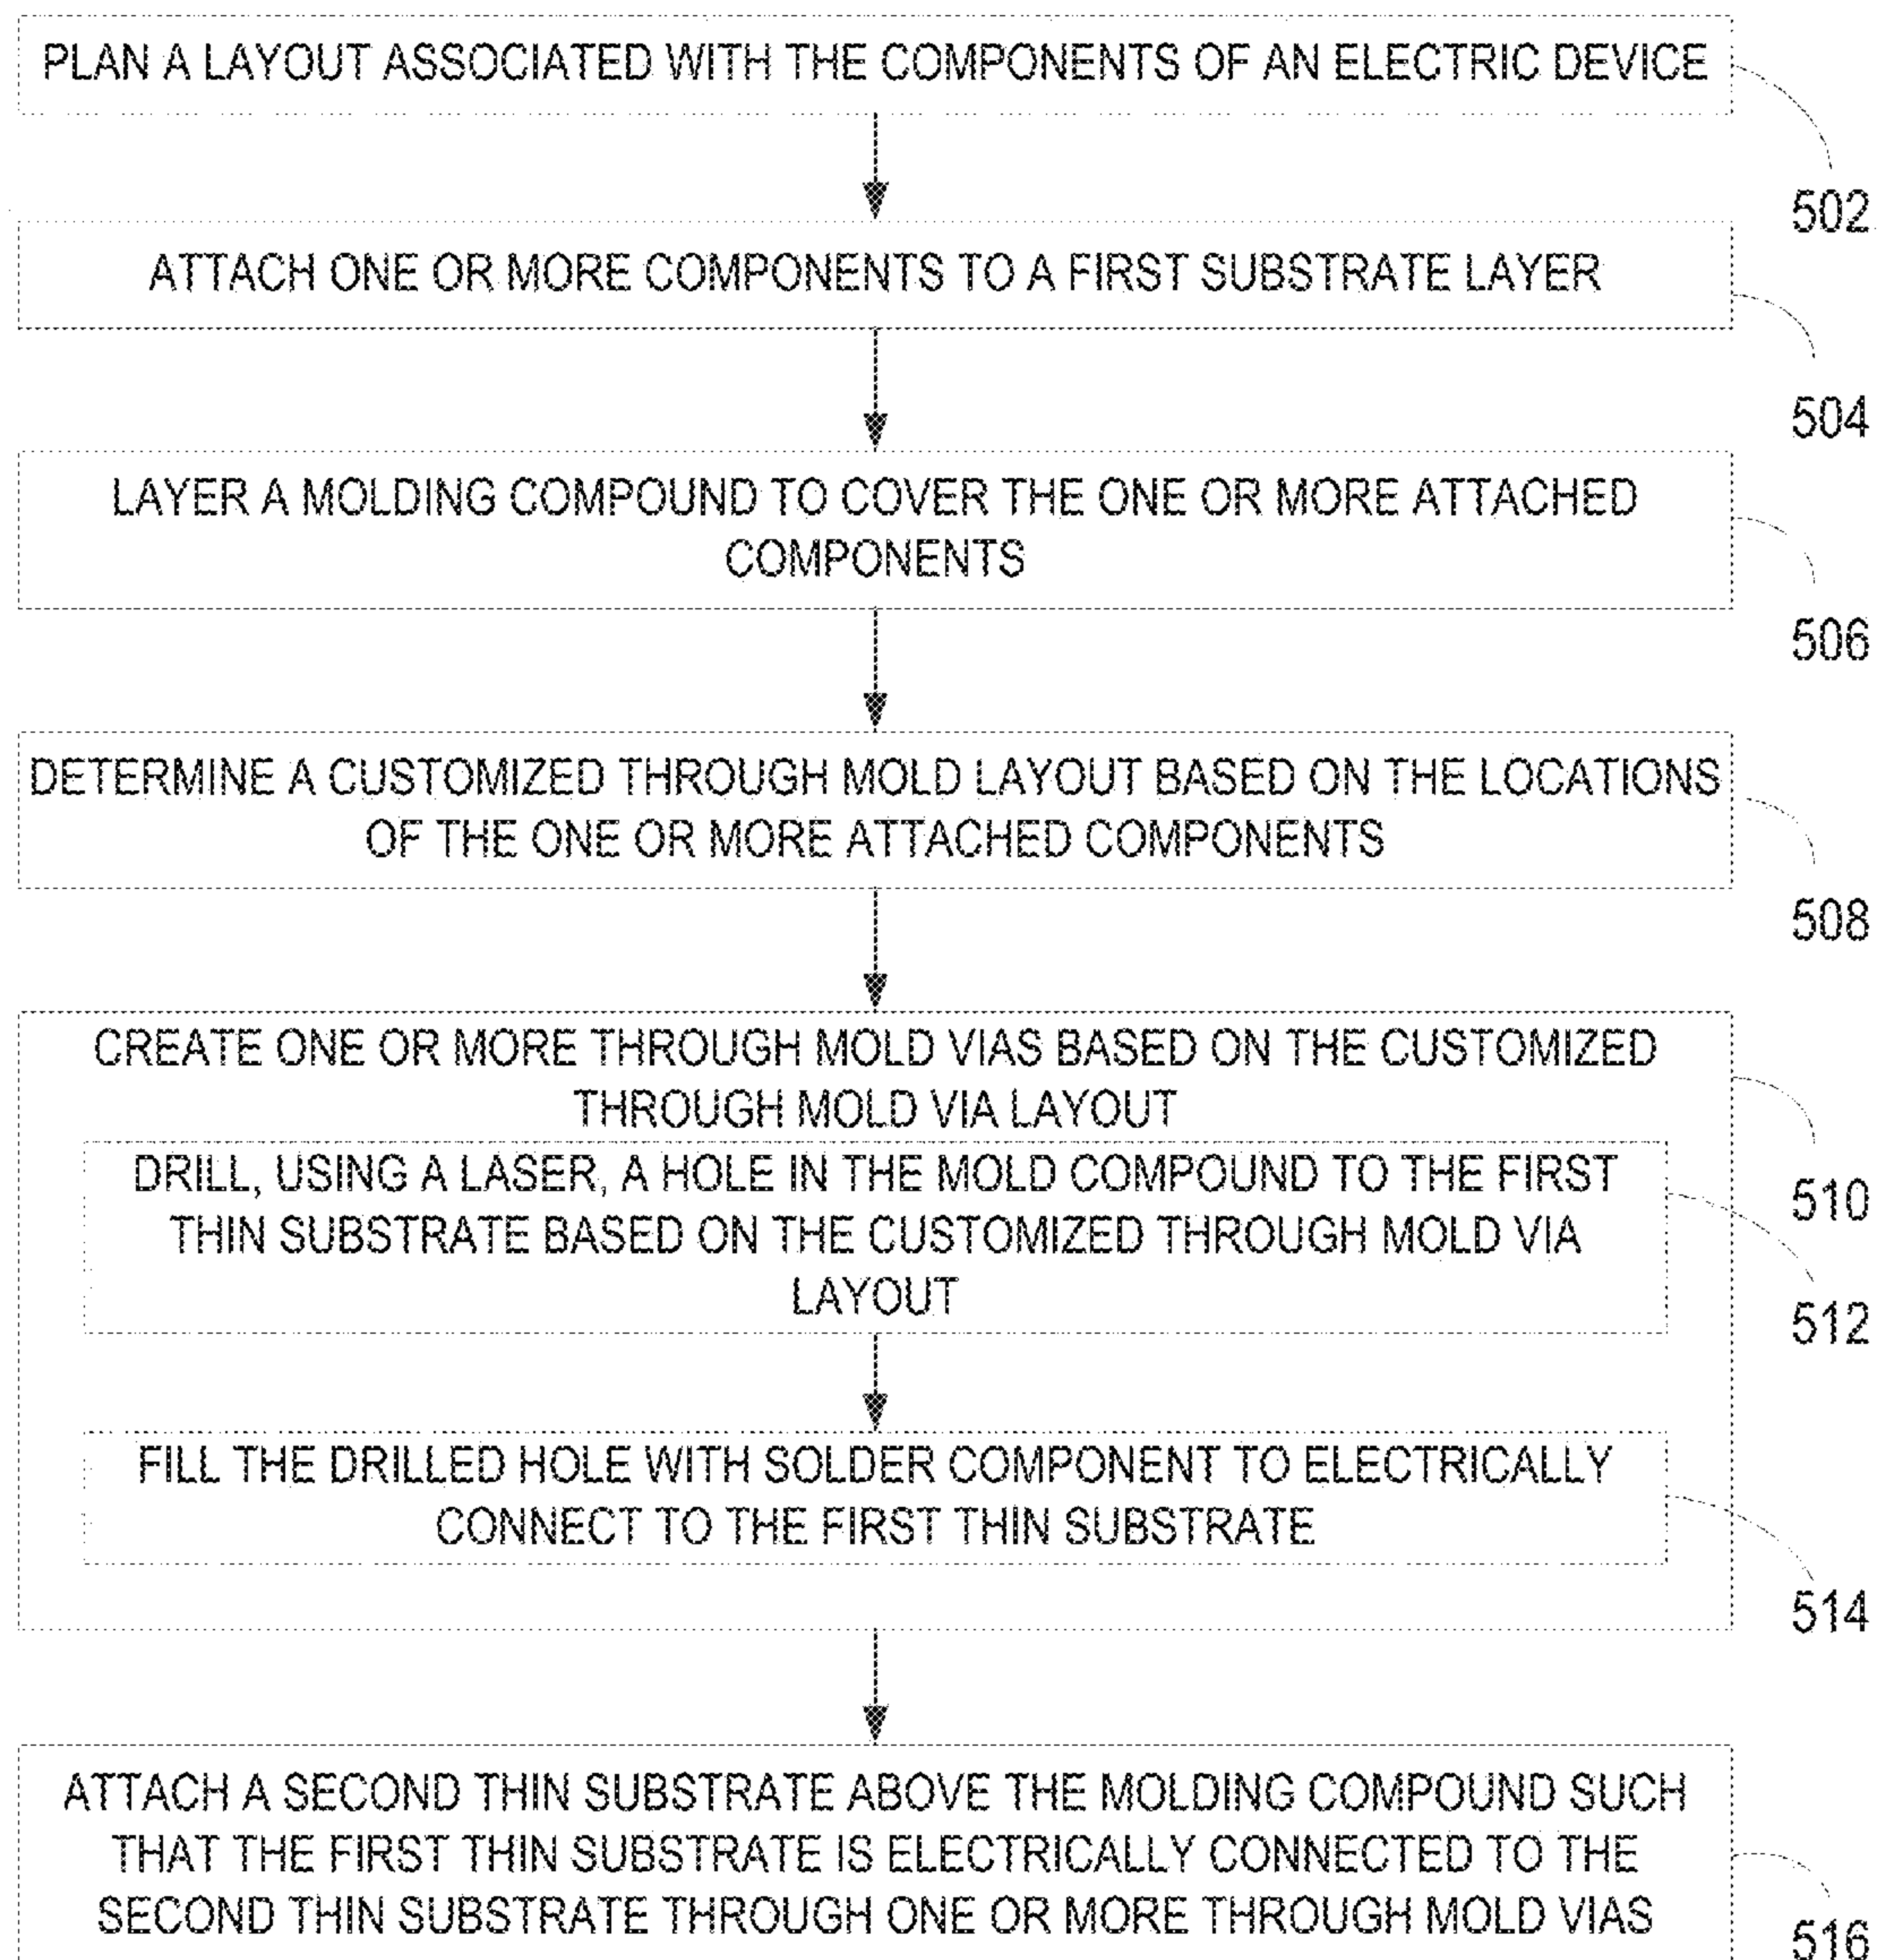 PLAN A LAYOUT ASSOCIATED WITH THE COMPONENTS OF AN ELECTRIC DEVICE
502
ATTACH ONE OR MORE COMPONENTS TO A FIRST SUBSTRATE LAYER
504
LAYER A MOLDING COMPOUND TO COVER THE ONE OR MORE ATTACHED
COMPONENTS
506
DETERMINE A CUSTOMIZED THROUGH MOLD LAYOUT BASED ON THE LOCATIONS
OF THE ONE OR MORE ATTACHED COMPONENTS
508
CREATE ONE OR MORE THROUGH MOLD VIAS BASED ON THE CUSTOMIZED
THROUGH MOLD VIA LAYOUT
510
DRILL, USING A LASER, A HOLE IN THE MOLD COMPOUND TO THE FIRST
THIN SUBSTRATE BASED ON THE CUSTOMIZED THROUGH MOLD VIA
LAYOUT
512
FILL THE DRILLED HOLE WITH SOLDER COMPONENT TO ELECTRICALLY
CONNECT TO THE FIRST THIN SUBSTRATE
514
ATTACH A SECOND THIN SUBSTRATE ABOVE THE MOLDING COMPOUND SUCH
THAT THE FIRST THIN SUBSTRATE IS ELECTRICALLY CONNECTED TO THE
SECOND THIN SUBSTRATE THROUGH ONE OR MORE THROUGH MOLD VIAS
516